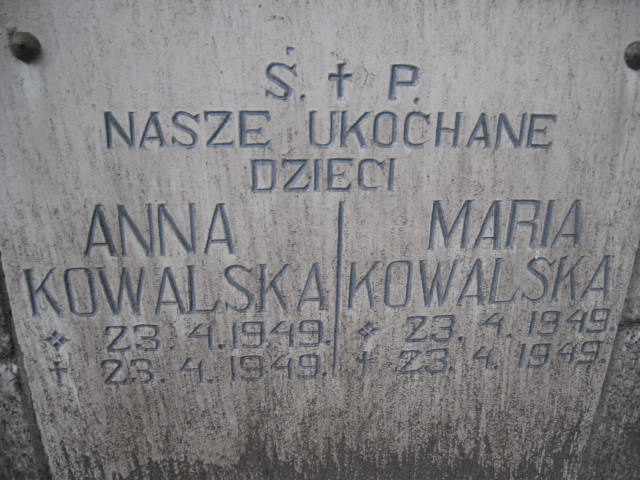 Ś. † P.
NASZE UKOCHANE
DZIECI
ANNA
KOWALSKA
23. 4. 1949.
† 23. 4. 1949.
MARIA
KOWALSKA
23. 4. 1949.
† 23. 4. 1949.